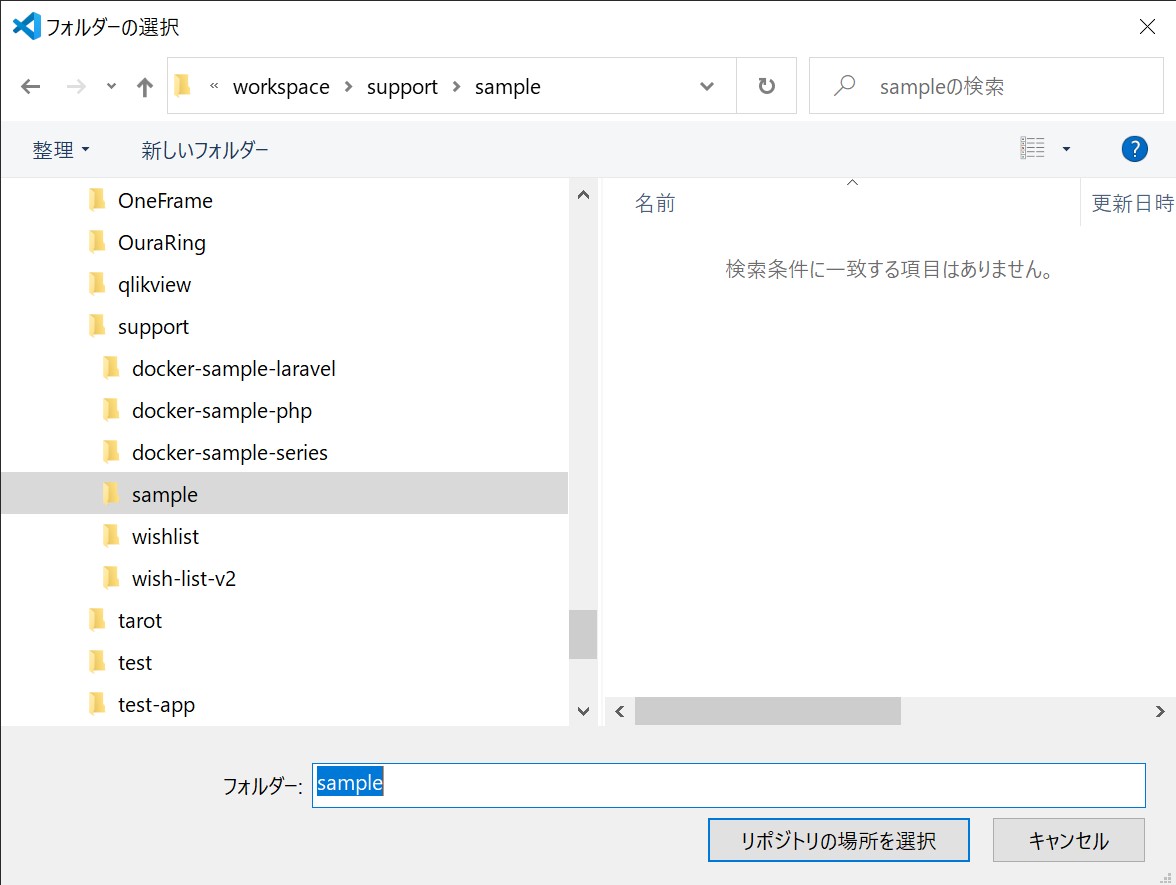 フォルダーの選択
« workspace › support › sample
sampleの検索
整理
新しいフォルダー
?
OneFrame
OuraRing
qlikview
support
docker-sample-laravel
docker-sample-php
docker-sample-series
sample
wishlist
wish-list-v2
tarot
test
test-app
名前
更新日時
検索条件に一致する項目はありません。
フォルダー:
sample
リポジトリの場所を選択
キャンセル